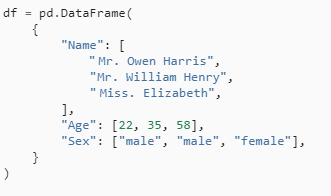 df = pd.DataFrame(
    {
        "Name": [
            "Mr. Owen Harris",
            "Mr. William Henry",
            "Miss. Elizabeth",
        ],
        "Age": [22, 35, 58],
        "Sex": ["male", "male", "female"],
    }
)